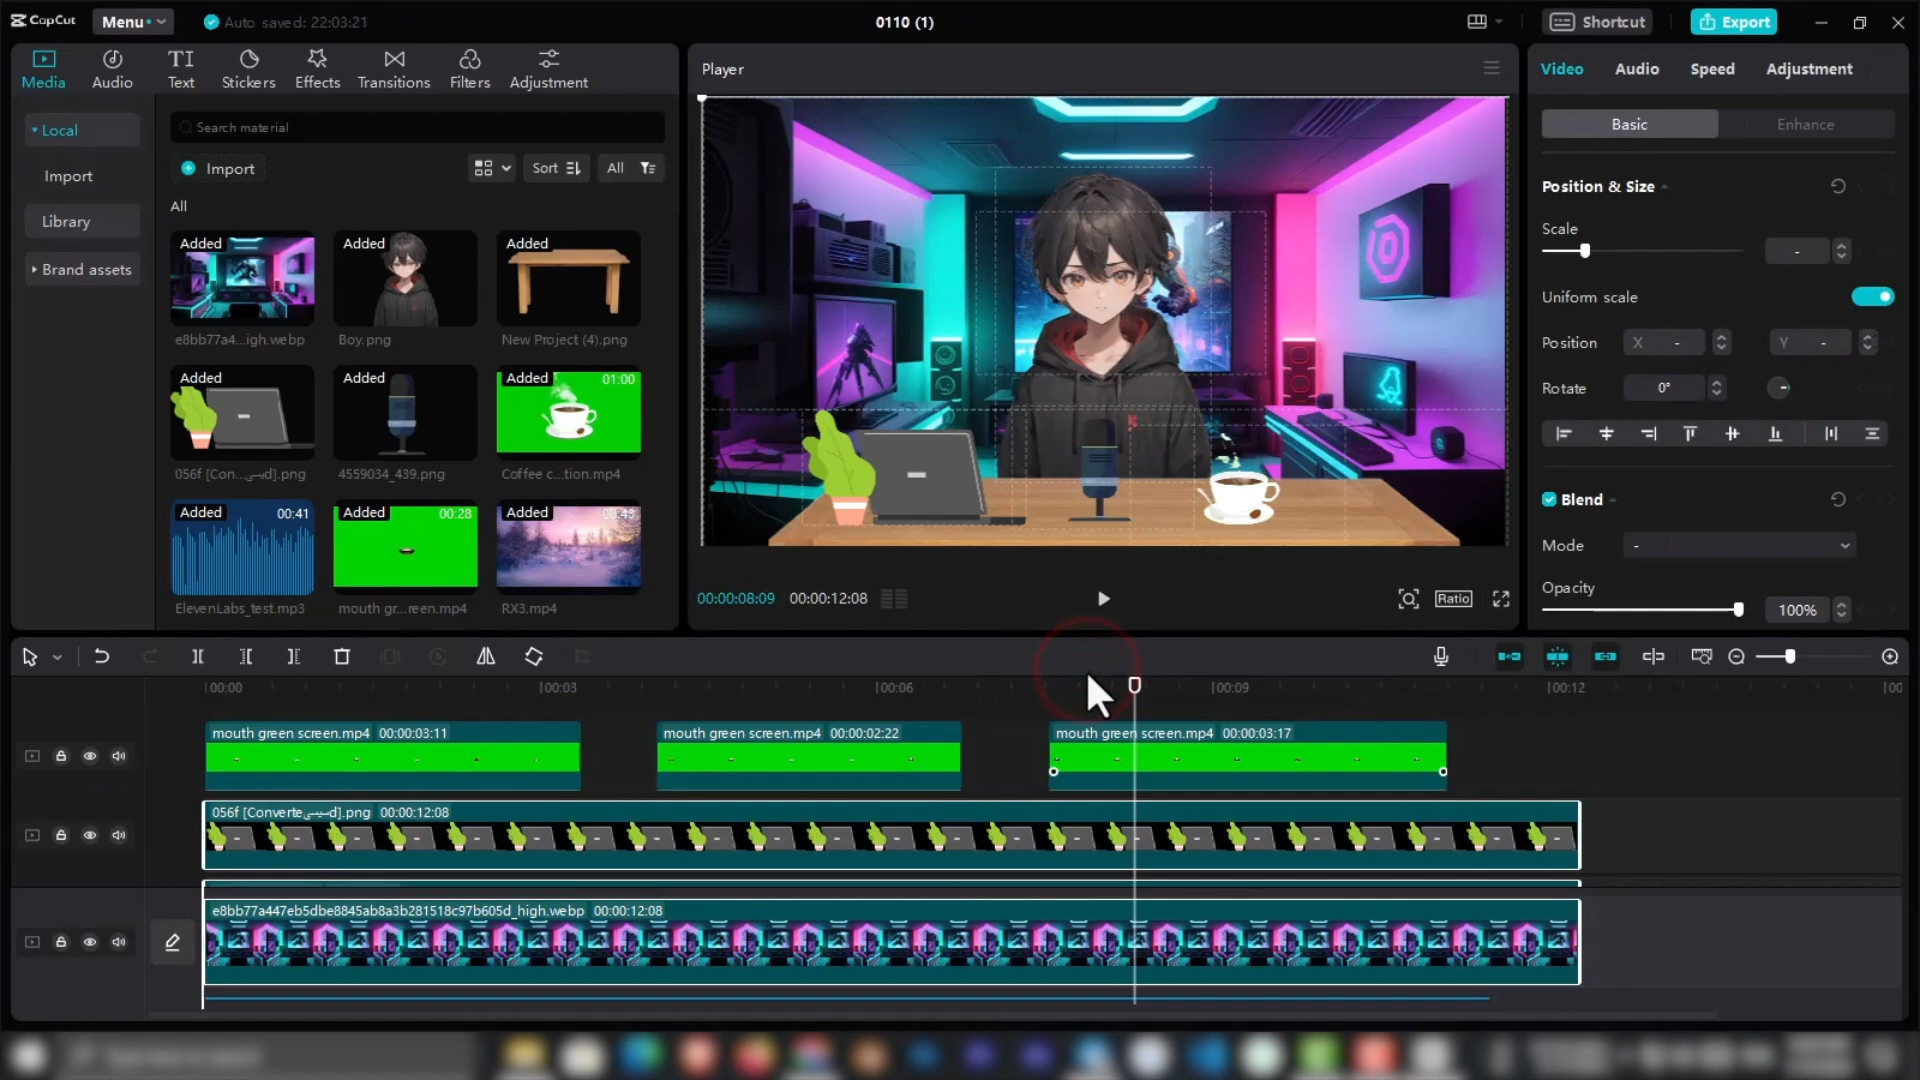 CapCut
Menu
Auto saved: 22:03:21
0110 (1)
Shortcut
Export
Media
Audio
Text
Stickers
Effects
Transitions
Filters
Adjustment
Local
Import
Library
Brand assets
Search material
Import
Sort
All
All
Added
Added
Added
e8bb77a4...igh.webp
Boy.png
New Project (4).png
Added
Added
Added 01:00
4559034_439.png
Coffee c...tion.mp4
Added 00:41
Added 00:28
Added
ElevenLabs_test.mp3
mouth gr...reen.mp4
RX3.mp4
Player
00:00:08:09
00:00:12:08
Ratio
Video
Audio
Speed
Adjustment
Basic
Enhance
Position & Size
Scale
-
Uniform scale
Position
X -
Y -
Rotate
0°
Blend
Mode
-
Opacity
100%
00:00
00:03
00:06
00:09
00:12
mouth green screen.mp4 00:00:03:11
mouth green screen.mp4 00:00:02:22
mouth green screen.mp4 00:00:03:17
00:00:12:08
e8bb77a447eb5dbe8845ab8a3b281518c97b605d_high.webp 00:00:12:08